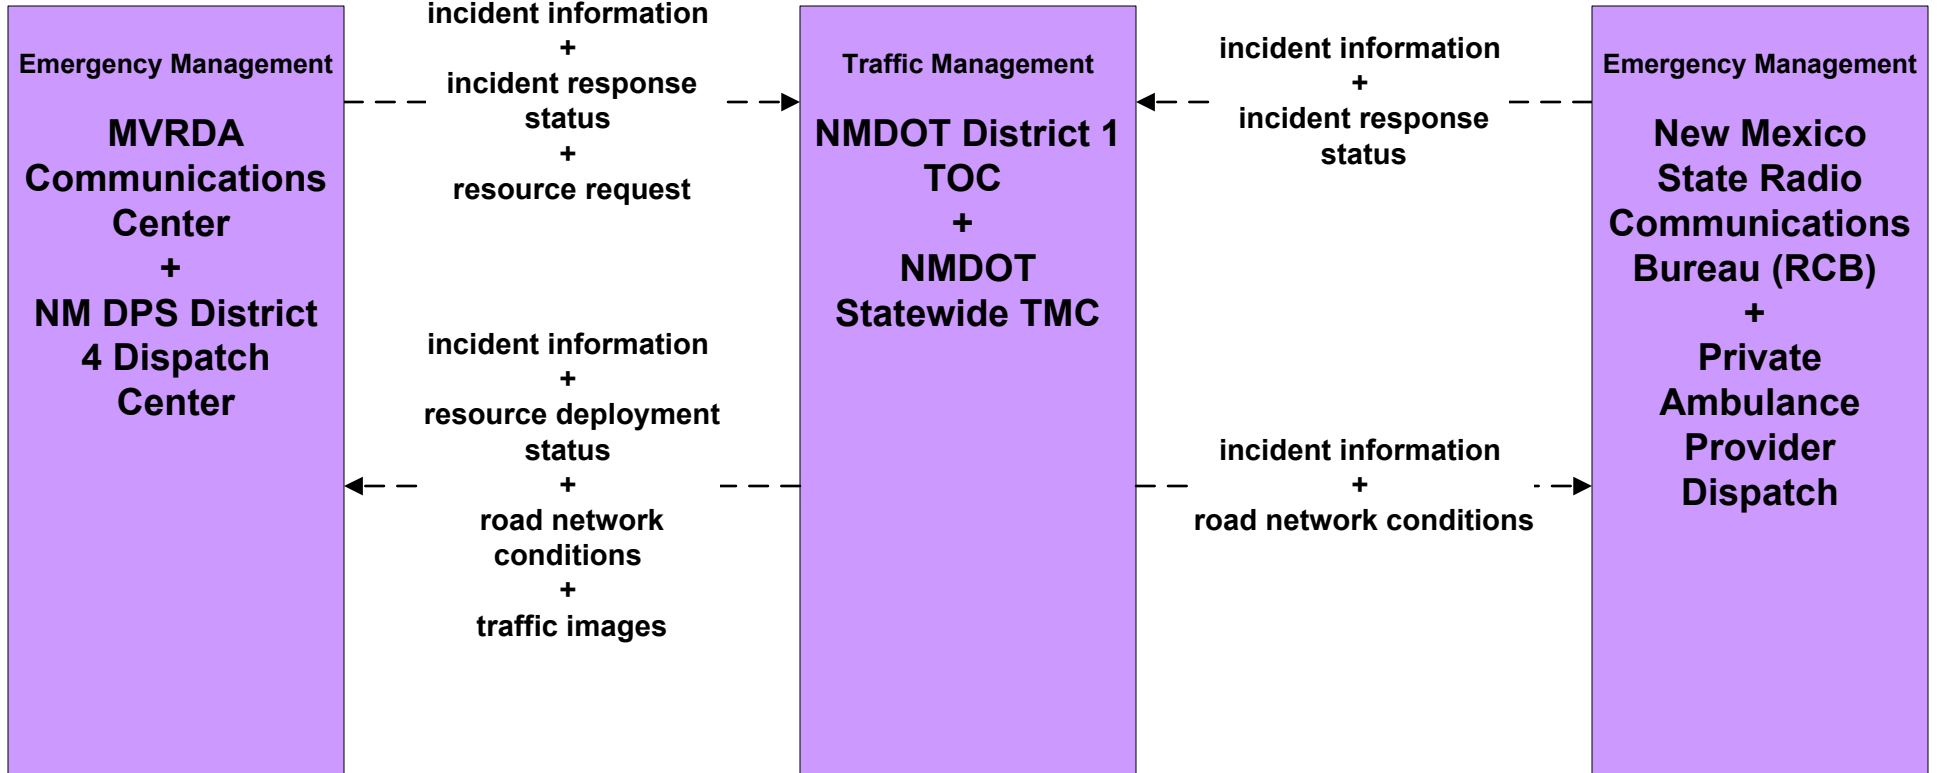 Emergency Management
MVRDA
Communications
Center
+
NM DPS District
4 Dispatch
Center
incident information
+
incident response
status
+
resource request
incident information
+
resource deployment
status
+
road network
conditions
+
traffic images
Traffic Management
NMDOT District 1
TOC
+
NMDOT
Statewide TMC
incident information
+
incident response
status
incident information
+
road network conditions
Emergency Management
New Mexico
State Radio
Communications
Bureau (RCB)
+
Private
Ambulance
Provider
Dispatch